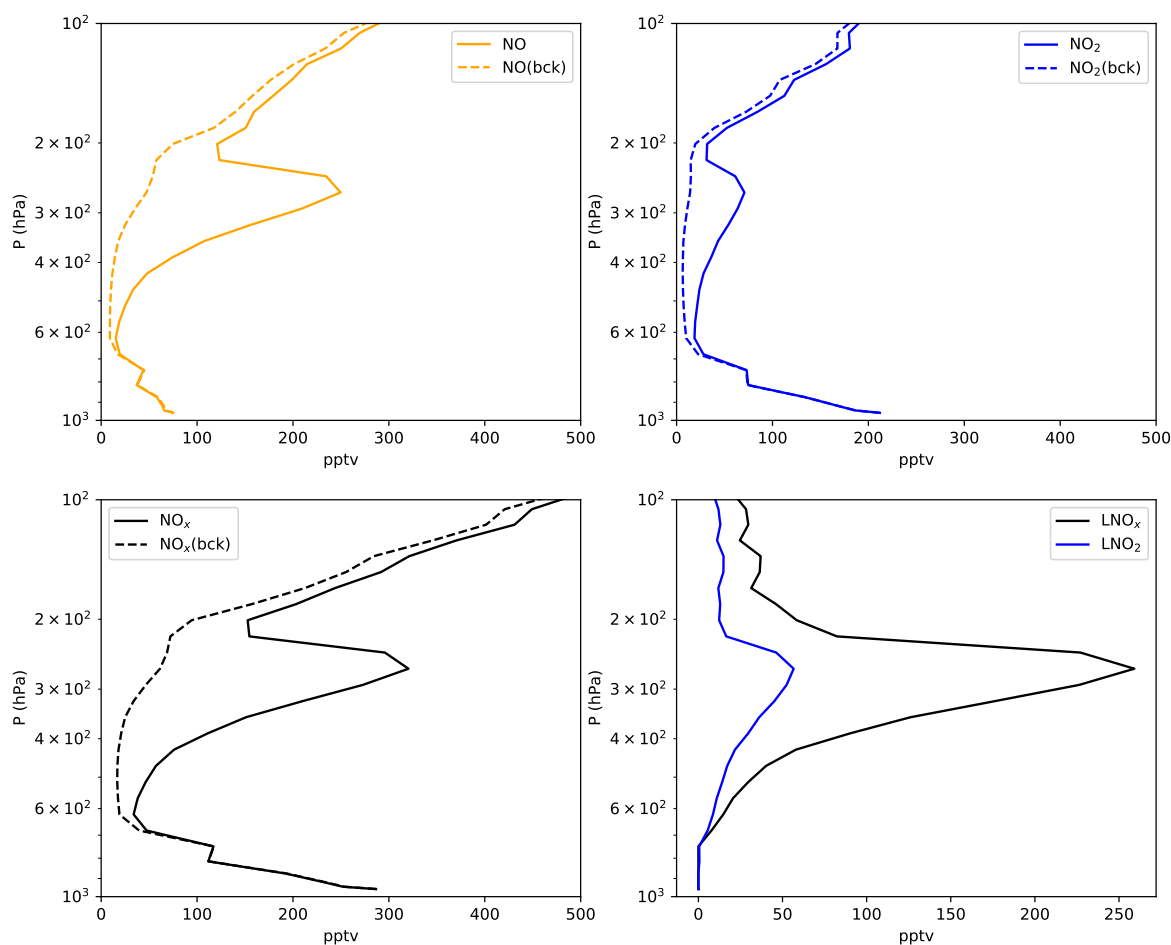 10²
2 × 10²
3 × 10²
4 × 10²
6 × 10²
10³
P (hPa)
0 100 200 300 400 500
pptv
NO
NO(bck)
10²
2 × 10²
3 × 10²
4 × 10²
6 × 10²
10³
P (hPa)
0 100 200 300 400 500
pptv
NO₂
NO₂(bck)
10²
2 × 10²
3 × 10²
4 × 10²
6 × 10²
10³
P (hPa)
0 100 200 300 400 500
pptv
NOₓ
NOₓ(bck)
10²
2 × 10²
3 × 10²
4 × 10²
6 × 10²
10³
P (hPa)
0 50 100 150 200 250
pptv
LNOₓ
LNO₂